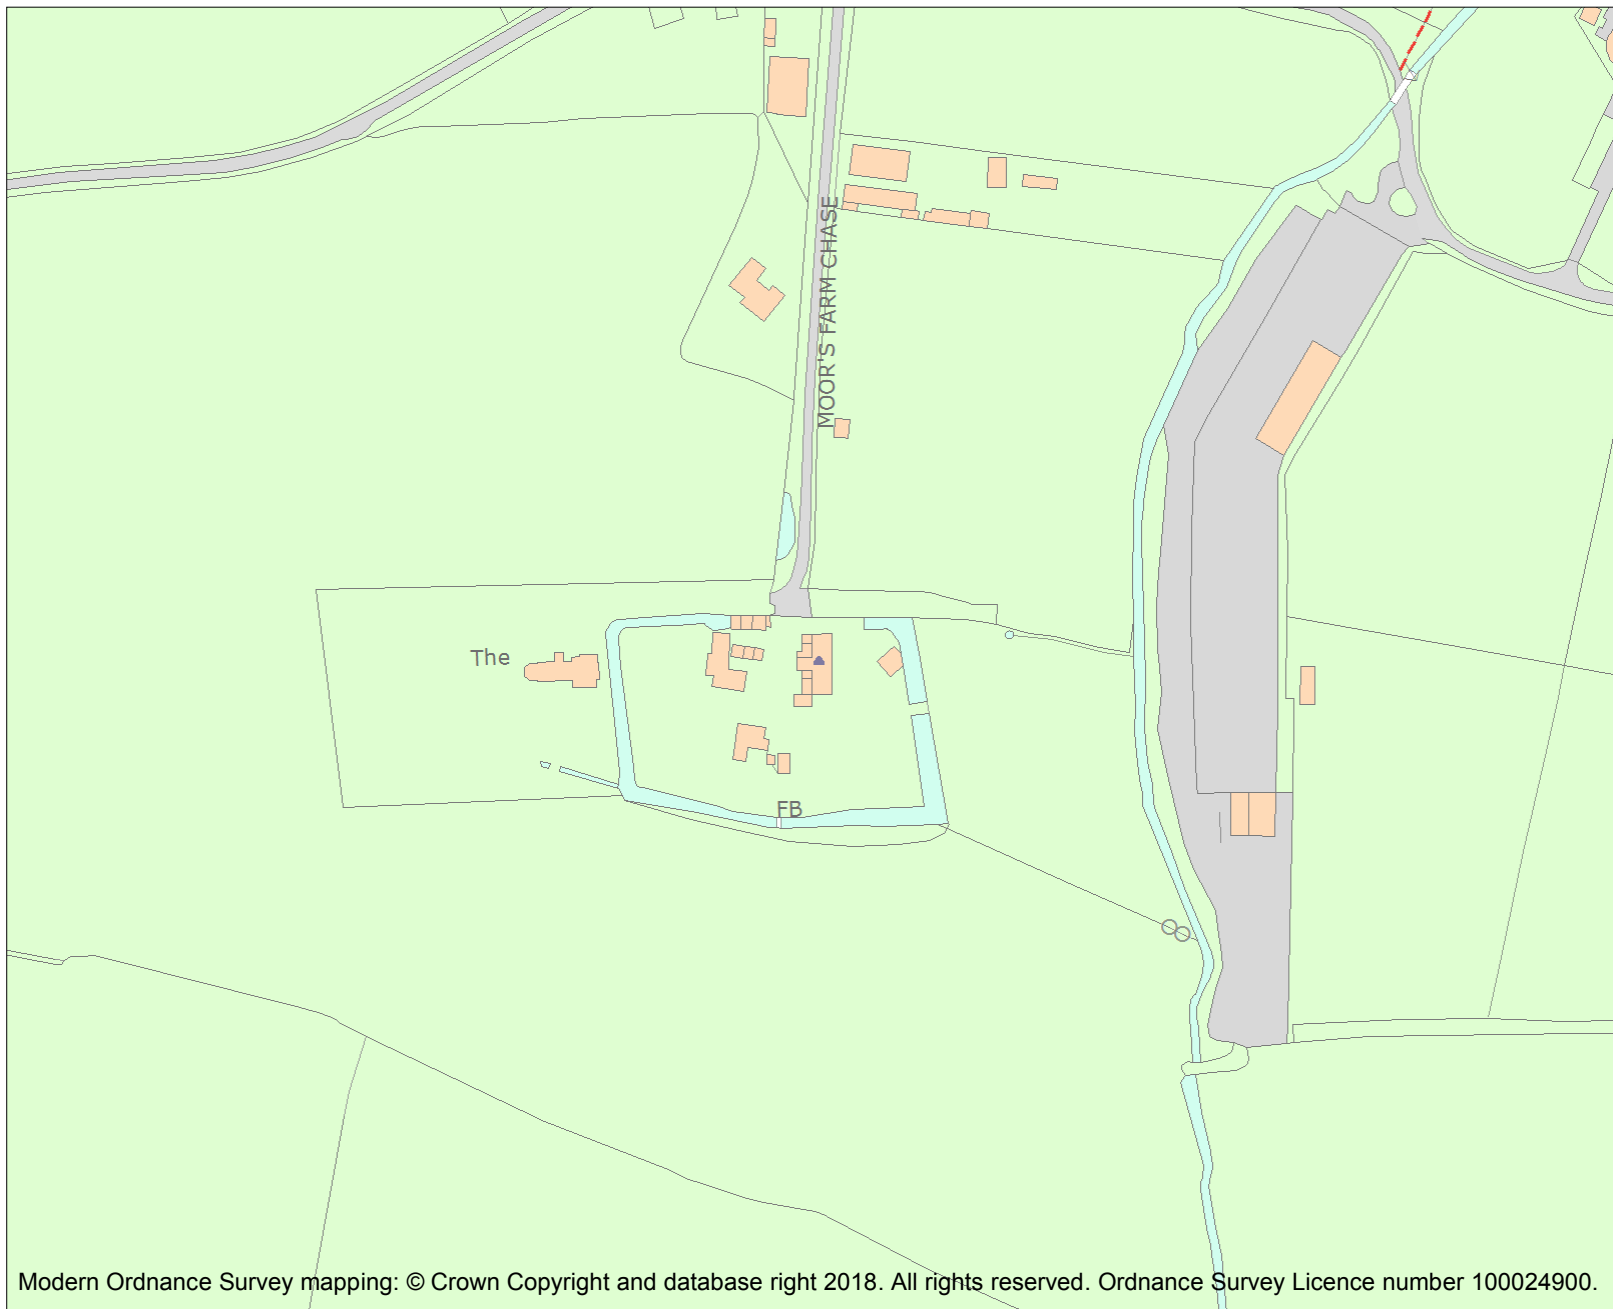 MOOR'S FARM CHASE
The
FB
Modern Ordnance Survey mapping: © Crown Copyright and database right 2018. All rights reserved. Ordnance Survey Licence number 100024900.